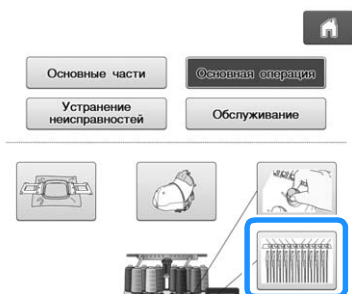 Основные части
Основная операция
Устранение
неисправностей
Обслуживание